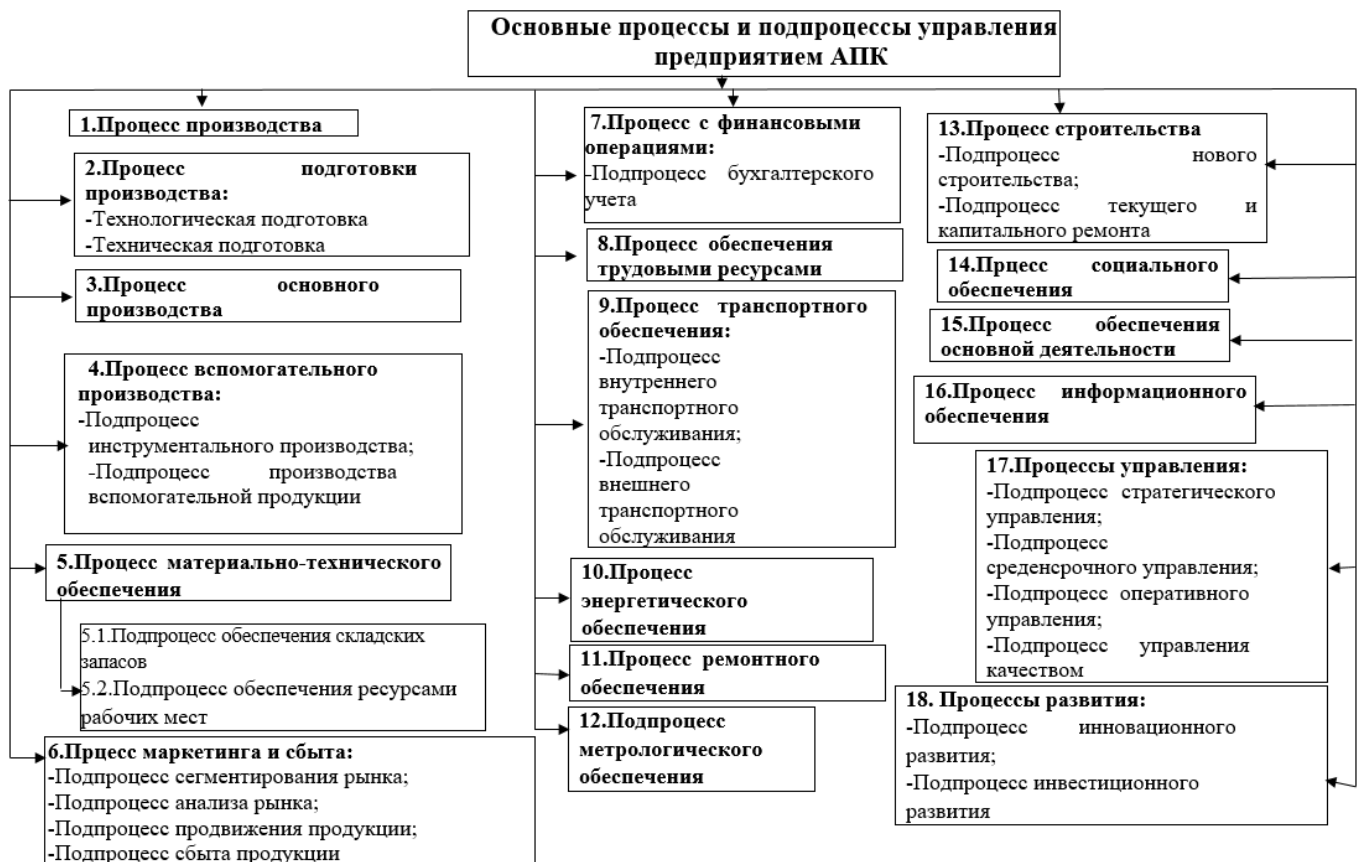 Основные процессы и подпроцессы управления
предприятием АПК
1.Процесс производства
2.Процесс подготовки
производства:
-Технологическая подготовка
-Техническая подготовка
3.Процесс основного
производства
4.Процесс вспомогательного
производства:
-Подпроцесс
инструментального производства;
-Подпроцесс производства
вспомогательной продукции
5.Процесс материально-технического
обеспечения
5.1.Подпроцесс обеспечения складских
запасов
5.2.Подпроцесс обеспечения ресурсами
рабочих мест
6.Прцесс маркетинга и сбыта:
-Подпроцесс сегментирования рынка;
-Подпроцесс анализа рынка;
-Подпроцесс продвижения продукции;
-Подпроцесс сбыта продукции
7.Процесс с финансовыми
операциями:
-Подпроцесс бухгалтерского
учета
8.Процесс обеспечения
трудовыми ресурсами
9.Процесс транспортного
обеспечения:
-Подпроцесс
внутреннего
транспортного
обслуживания;
-Подпроцесс
внешнего
транспортного
обслуживания
10.Процесс
энергетического
обеспечения
11.Процесс ремонтного
обеспечения
12.Подпроцесс
метрологического
обеспечения
13.Процесс строительства
-Подпроцесс нового
строительства;
-Подпроцесс текущего и
капитального ремонта
14.Прцесс социального
обеспечения
15.Процесс обеспечения
основной деятельности
16.Процесс информационного
обеспечения
17.Процессы управления:
-Подпроцесс стратегического
управления;
-Подпроцесс
среденсрочного управления;
-Подпроцесс оперативного
управления;
-Подпроцесс управления
качеством
18. Процессы развития:
-Подпроцесс инновационного
развития;
-Подпроцесс инвестиционного
развития